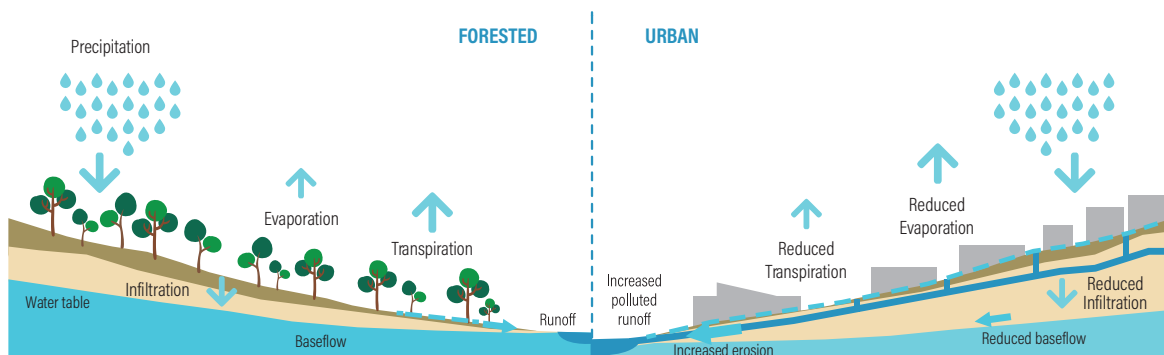 FORESTED
URBAN
Precipitation
Evaporation
Transpiration
Infiltration
Water table
Baseflow
Runoff
Reduced
Evaporation
Reduced
Transpiration
Increased
polluted
runoff
Reduced
Infiltration
Reduced baseflow
Increased erosion